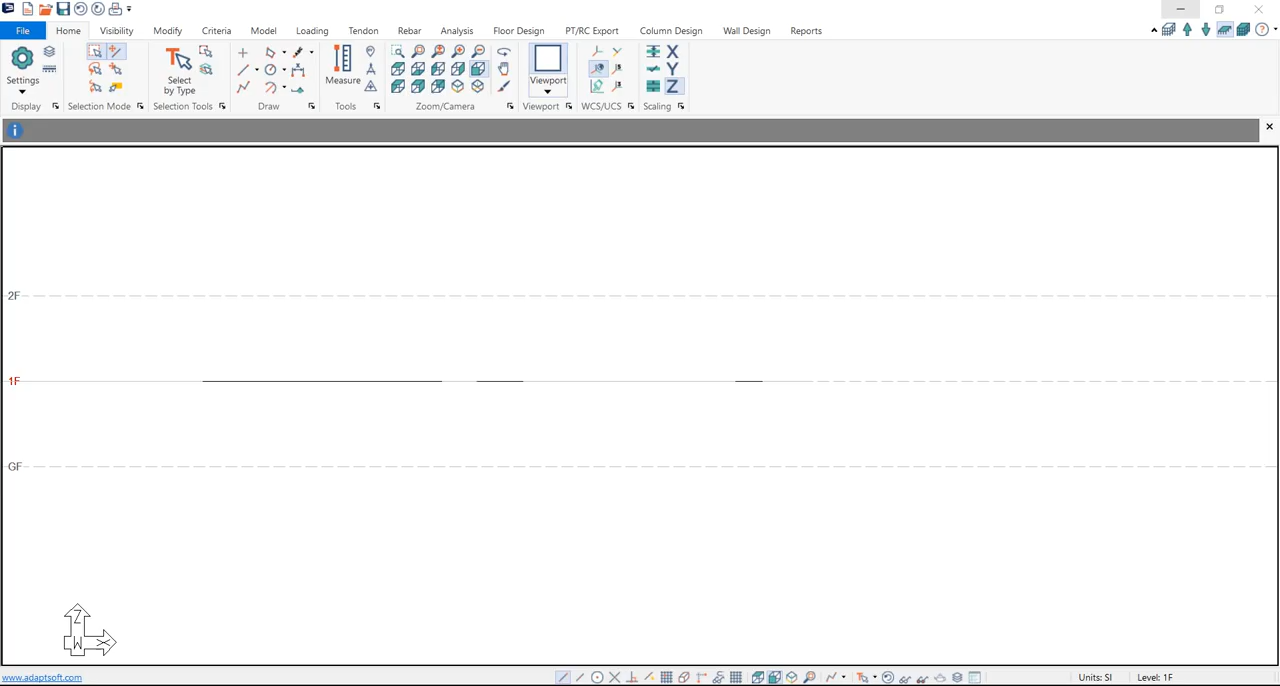 File Home Visibility Modify Criteria Model Loading Tendon Rebar Analysis Floor Design PT/RC Export Column Design Wall Design Reports
Settings
Select
by Type
Measure
Viewport
X
Y
Z
Display Selection Mode Selection Tools Draw Tools Zoom/Camera Viewport WCS/UCS Scaling
2F
1F
GF
Z
W X
www.adaptsoft.com Units: SI Level: 1F